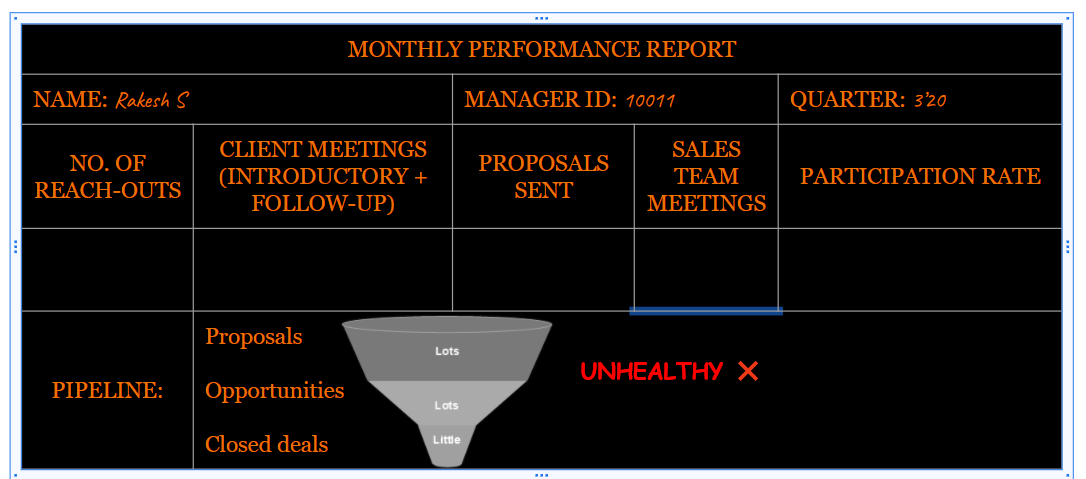 MONTHLY PERFORMANCE REPORT
NAME: Rakesh S
MANAGER ID: 10011
QUARTER: 3'20
NO. OF
REACH-OUTS
CLIENT MEETINGS
(INTRODUCTORY +
FOLLOW-UP)
PROPOSALS
SENT
SALES
TEAM
MEETINGS
PARTICIPATION RATE
PIPELINE:
Proposals
Lots
Opportunities
Lots
Closed deals
Little
UNHEALTHY ❌